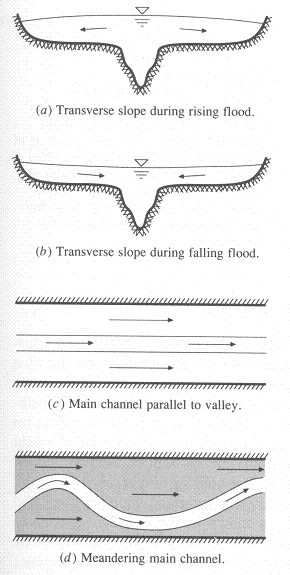 (a) Transverse slope during rising flood.
(b) Transverse slope during falling flood.
(c) Main channel parallel to valley.
(d) Meandering main channel.